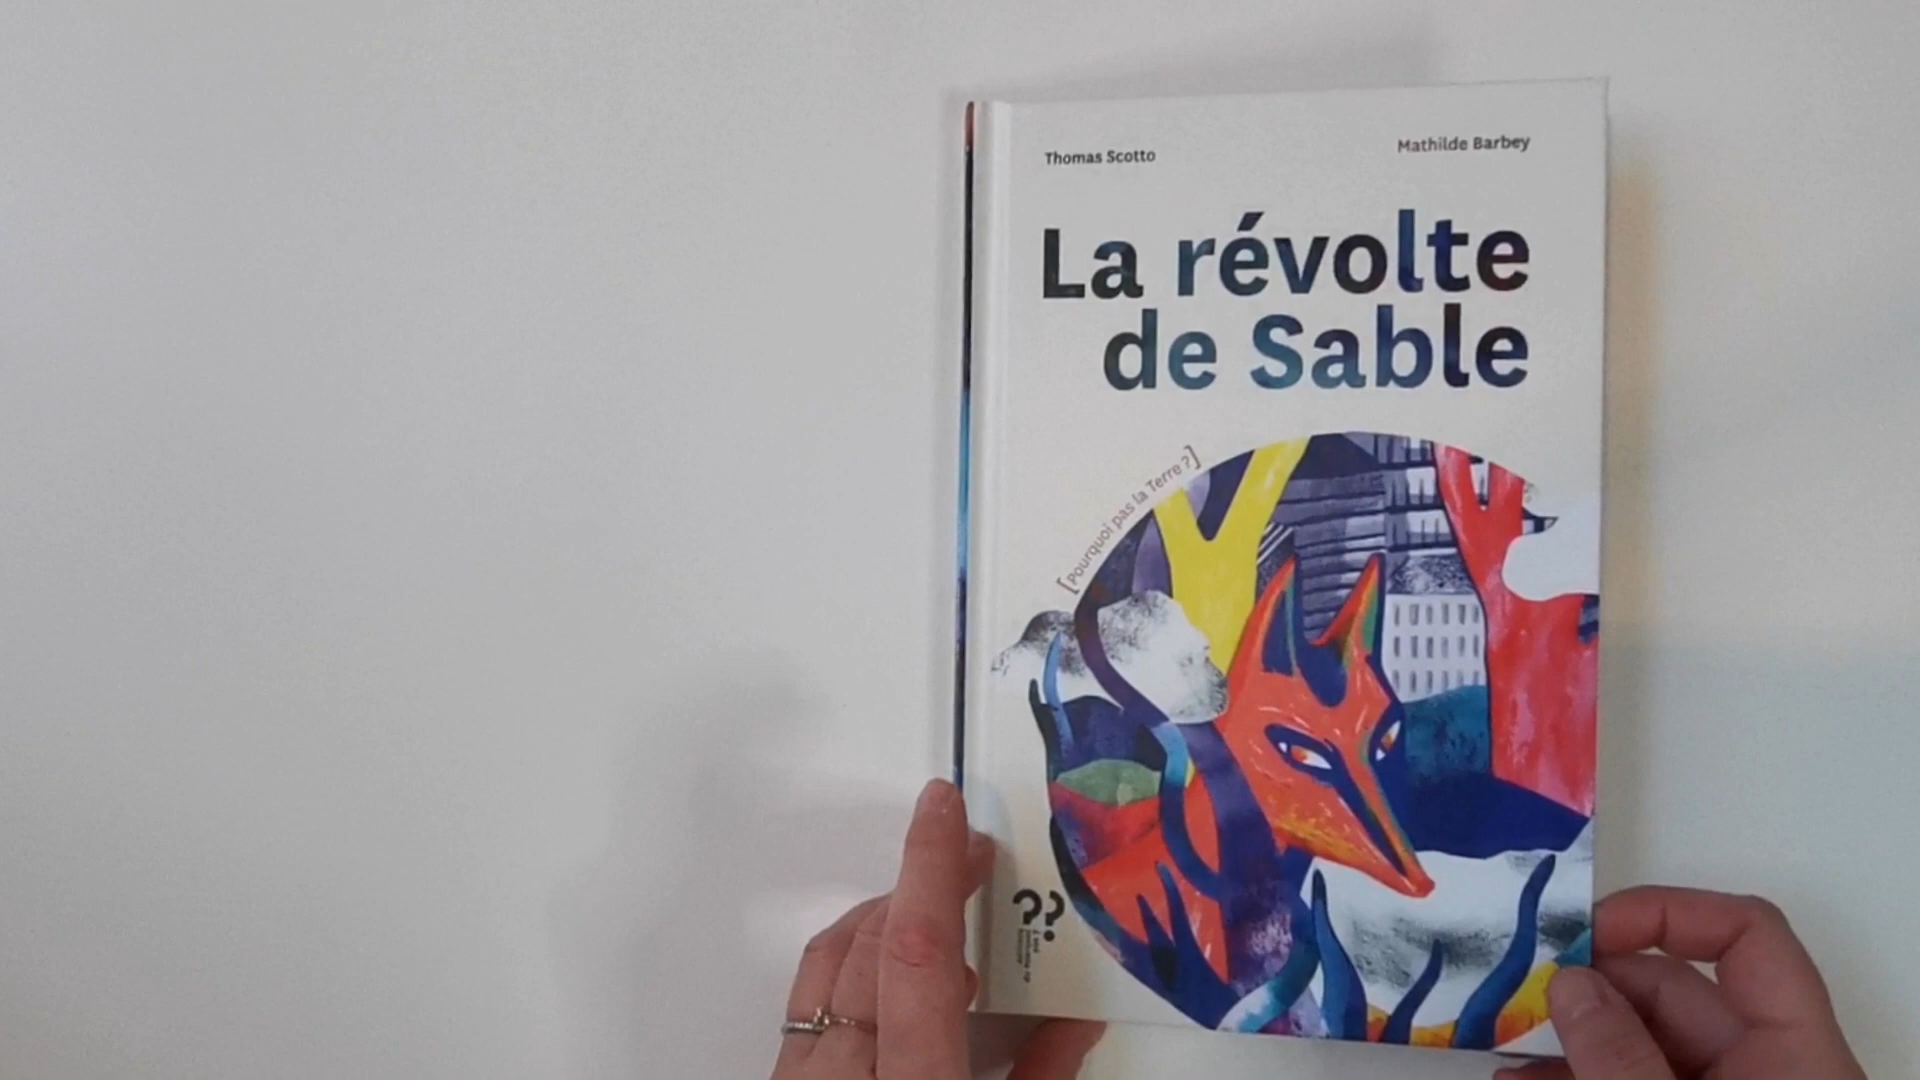 Thomas Scotto
Mathilde Barbey
La révolte
de Sable
[Pourquoi pas la Terre ?]
??